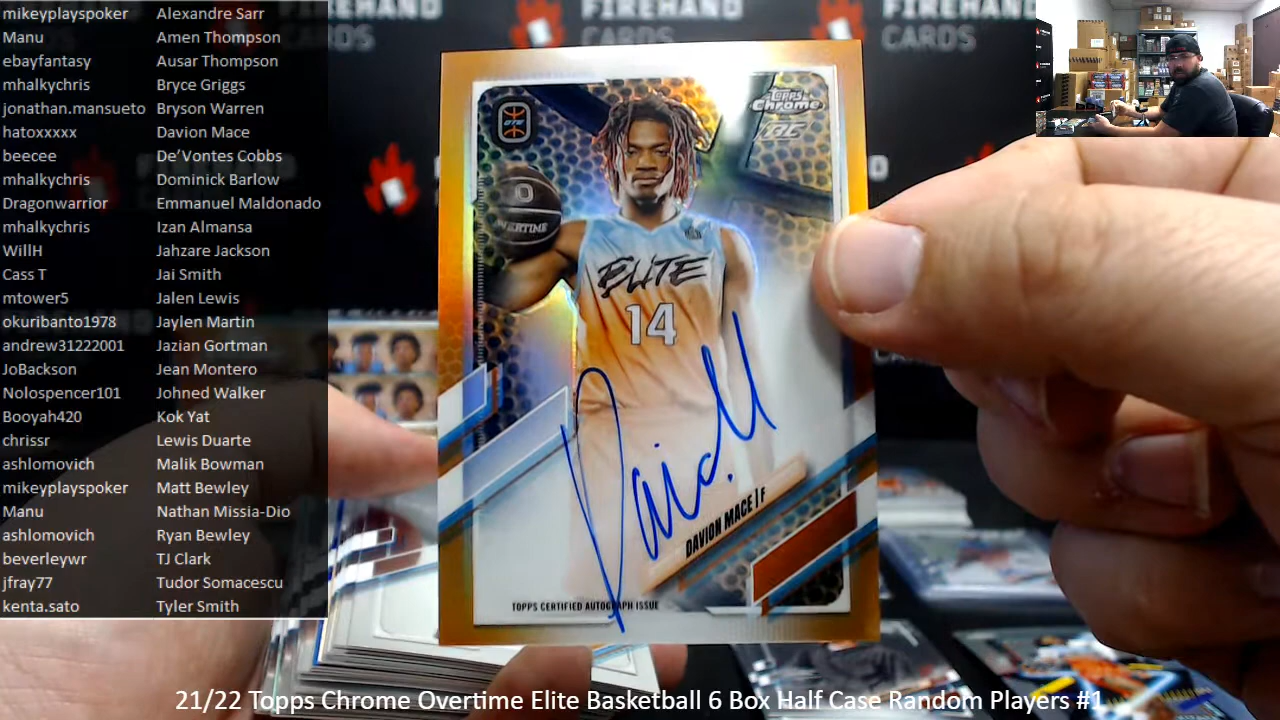 mikeyplayspoker Alexandre Sarr
Manu Amen Thompson
ebayfantasy Ausar Thompson
mhalkychris Bryce Griggs
jonathan.mansueto Bryson Warren
hatoxxxxx Davion Mace
beecee De’Vontes Cobbs
mhalkychris Dominick Barlow
Dragonwarrior Emmanuel Maldonado
mhalkychris Izan Almansa
WillH Jahzare Jackson
Cass T Jai Smith
mtower5 Jalen Lewis
okuribanto1978 Jaylen Martin
andrew31222001 Jazian Gortman
JoBackson Jean Montero
Nolospencer101 Johned Walker
Booyah420 Kok Yat
chrissr Lewis Duarte
ashlomovich Malik Bowman
mikeyplayspoker Matt Bewley
Manu Nathan Missia-Dio
ashlomovich Ryan Bewley
beverleywr TJ Clark
jfray77 Tudor Somacescu
kenta.sato Tyler Smith
FIREHAND
CARDS
FIREHAND
CARDS
OTE
Topps
Chrome
O
OVERTIME
ELITE
14
DAVION MACE | F
TOPPS CERTIFIED AUTOGRAPH ISSUE
21/22 Topps Chrome Overtime Elite Basketball 6 Box Half Case Random Players #1